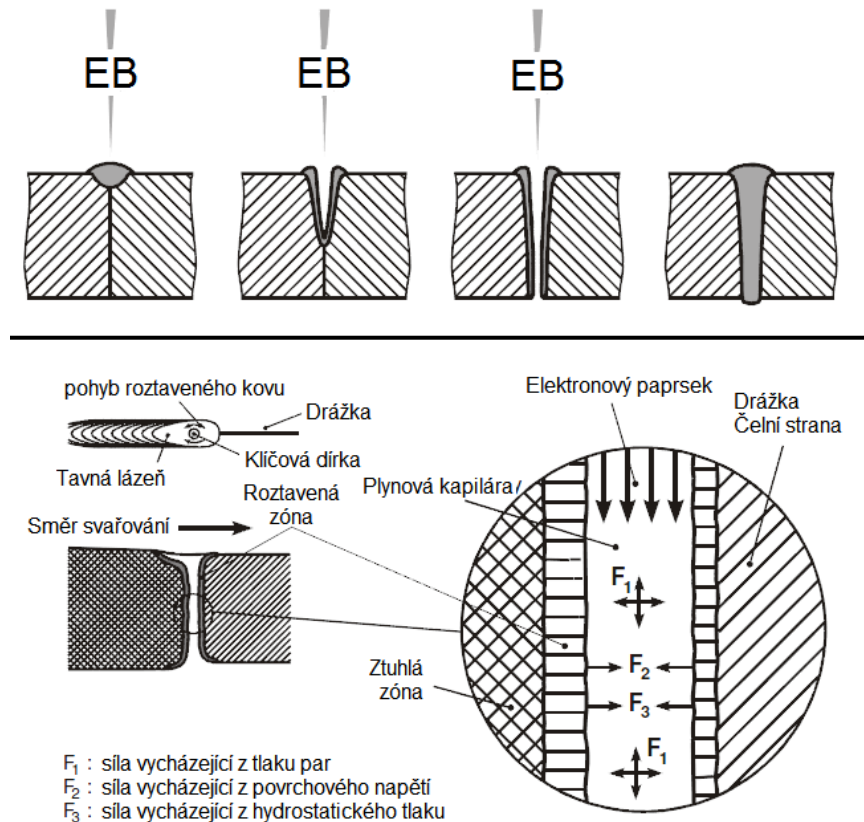 EB
EB
EB
pohyb roztaveného kovu
Drážka
Klíčová dírka
Tavná lázeň
Roztavená
zóna
Směr svařování
Elektronový paprsek
Drážka
Čelní strana
Plynová kapilára
F1
F2
F3
F1
Ztuhlá
zóna
F1 : síla vycházející z tlaku par
F2 : síla vycházející z povrchového napětí
F3 : síla vycházející z hydrostatického tlaku